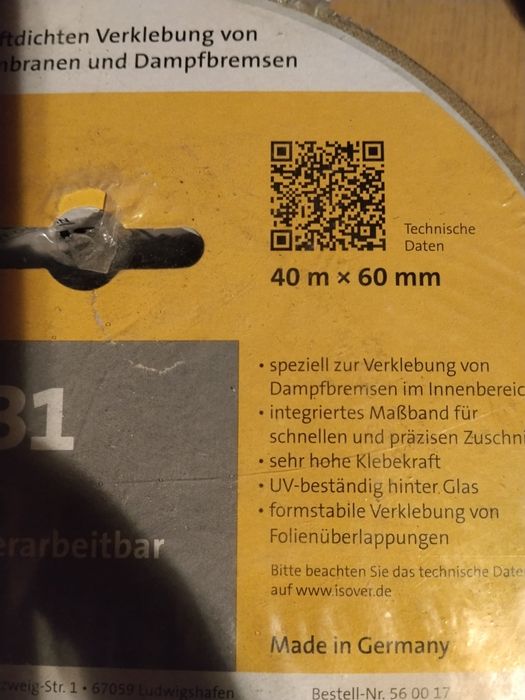 ftdichten Verklebung von
mbranen und Dampfbremsen
Technische
Daten
40 m × 60 mm
31
erarbeitbar
• speziell zur Verklebung von
Dampfbremsen im Innenbereic
• integriertes Maßband für
schnellen und präzisen Zuschni
• sehr hohe Klebekraft
• UV-beständig hinter Glas
• formstabile Verklebung von
Folienüberlappungen
Bitte beachten Sie das technische Date
auf www.isover.de
Made in Germany
zweig-Str. 1 • 67059 Ludwigshafen
Bestell-Nr. 56 00 17